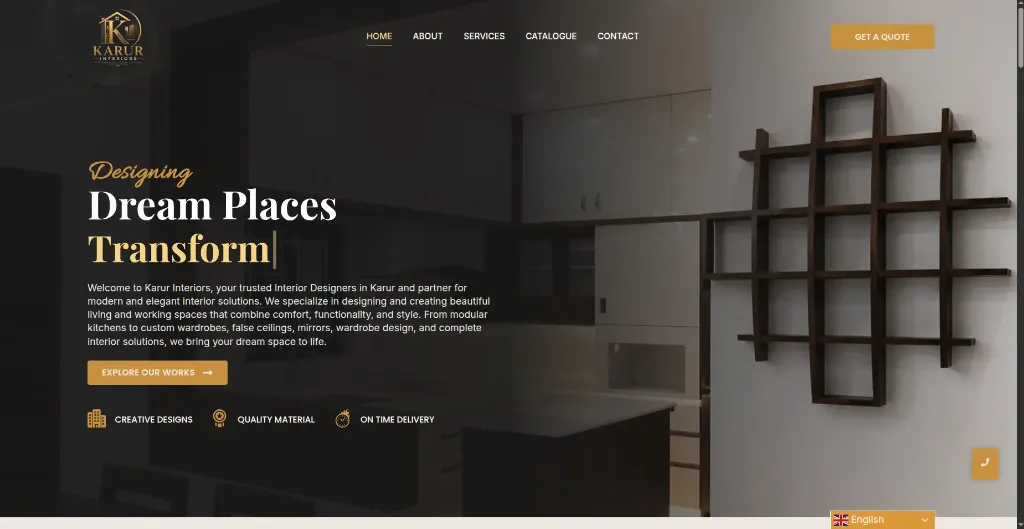 KARUR
INTERIORS
HOME
ABOUT
SERVICES
CATALOGUE
CONTACT
GET A QUOTE
Designing
Dream Places
Transform
Welcome to Karur Interiors, your trusted Interior Designers in Karur and partner for
modern and elegant interior solutions. We specialize in designing and creating beautiful
living and working spaces that combine comfort, functionality, and style. From modular
kitchens to custom wardrobes, false ceilings, mirrors, wardrobe design, and complete
interior solutions, we bring your dream space to life.
EXPLORE OUR WORKS
CREATIVE DESIGNS
QUALITY MATERIAL
ON TIME DELIVERY
English